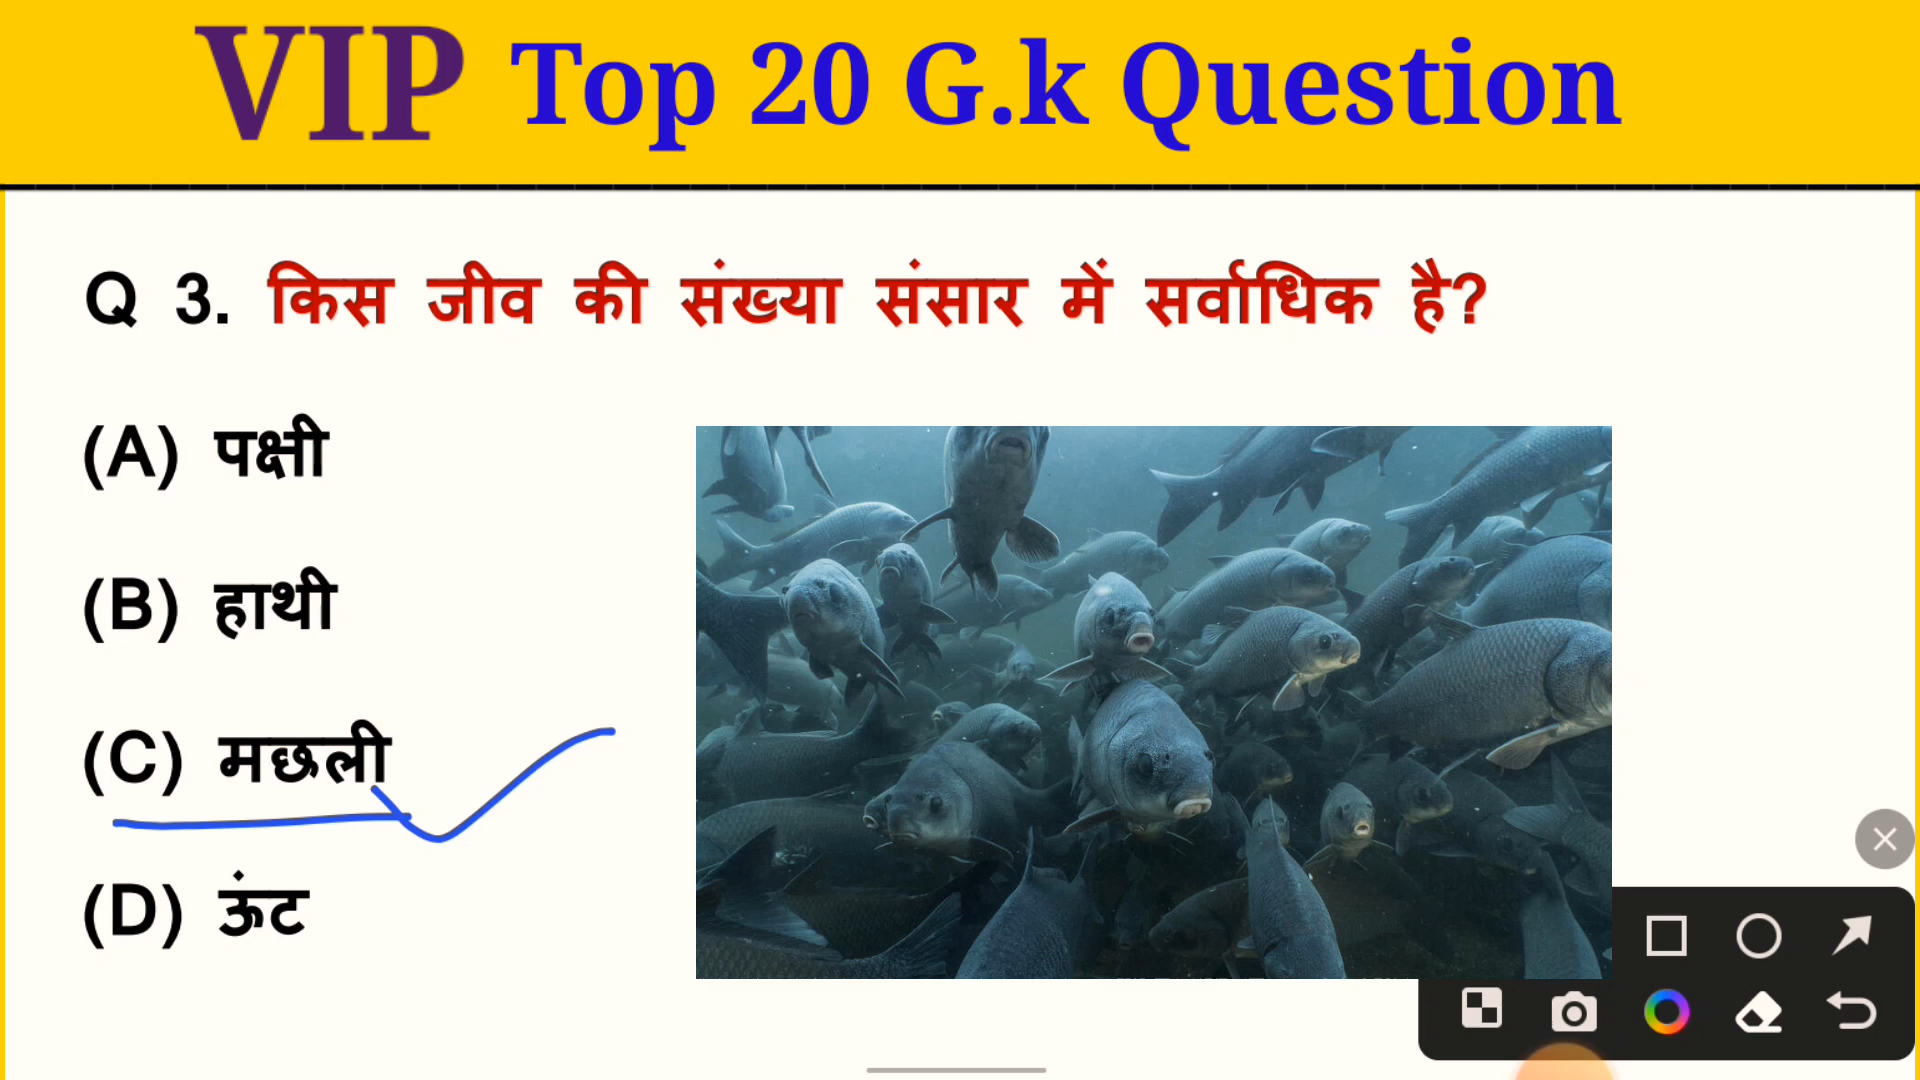 VIP Top 20 G.k Question
Q 3. किस जीव की संख्या संसार में सर्वाधिक है?
(A) पक्षी
(B) हाथी
(C) मछली
(D) ऊंट